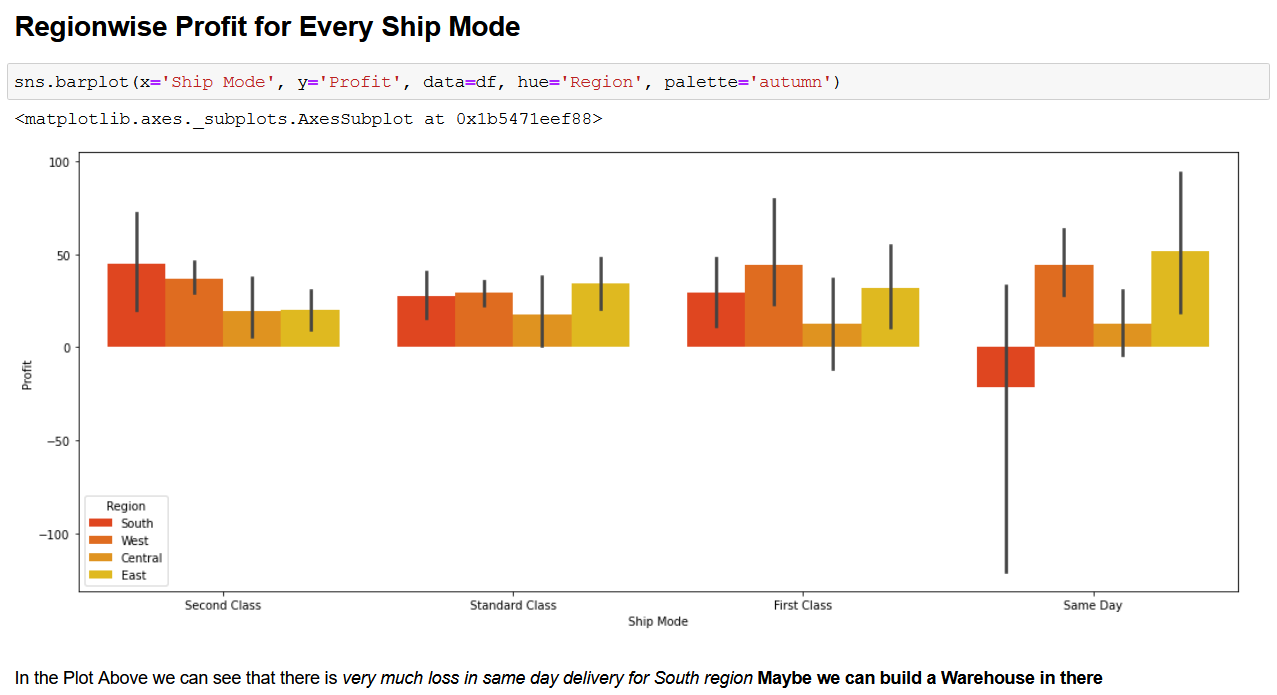 Regionwise Profit for Every Ship Mode
sns.barplot(x='Ship Mode', y='Profit', data=df, hue='Region', palette='autumn')
<matplotlib.axes._subplots.AxesSubplot at 0x1b5471eef88>
100
50
0
−50
−100
Profit
Region
South
West
Central
East
Second Class
Standard Class
First Class
Same Day
Ship Mode
In the Plot Above we can see that there is very much loss in same day delivery for South region Maybe we can build a Warehouse in there